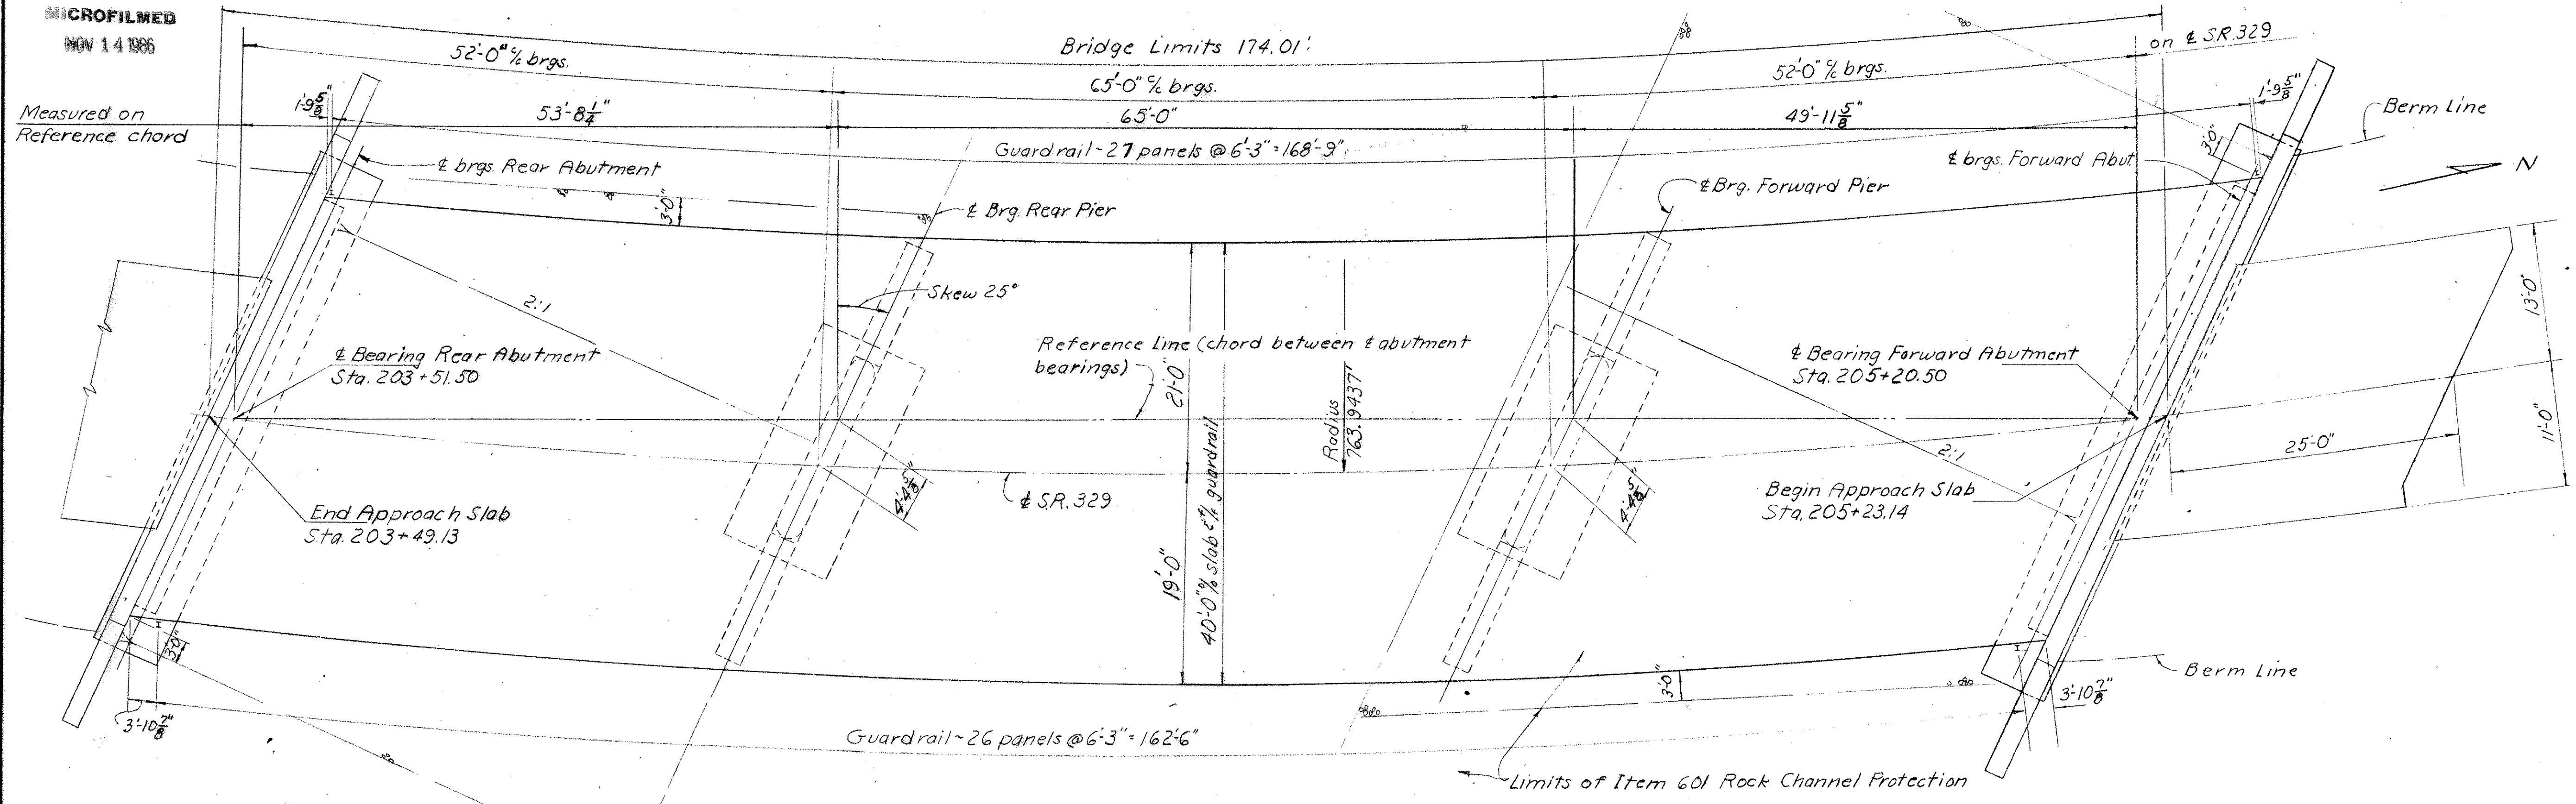 MICROFILMED
NOV 14 1986
Bridge Limits 174.01'
on ℄ S.R. 329
52'-0" c/c brgs.
65'-0" c/c brgs.
52'-0" c/c brgs.
Measured on
Reference chord
1'-9 5/8"
53'-8 1/4"
65'-0"
49'-11 5/8"
1'-9 5/8"
Berm Line
Guardrail ~ 27 panels @ 6'-3" = 168'-9"
℄ brgs. Rear Abutment
3'-0"
℄ Brg. Rear Pier
℄ Brg. Forward Pier
℄ brgs. Forward Abut.
3'-0"
N
2:1
Skew 25°
℄ Bearing Rear Abutment
Sta. 203+51.50
Reference Line (chord between ℄ abutment
bearings)
21'-0"
Radius
763.9437'
℄ Bearing Forward Abutment
Sta. 205+20.50
13'-0"
11'-0"
25'-0"
2:1
End Approach Slab
Sta. 203+49.13
4'-4 5/8"
℄ S.R. 329
4'-4 5/8"
Begin Approach Slab
Sta. 205+23.14
19'-0"
40'-0" o/o slab & f/f guardrail
3'-0"
3'-10 7/8"
3'-0"
Berm Line
3'-10 7/8"
Guardrail ~ 26 panels @ 6'-3" = 162'-6"
Limits of Item 601 Rock Channel Protection